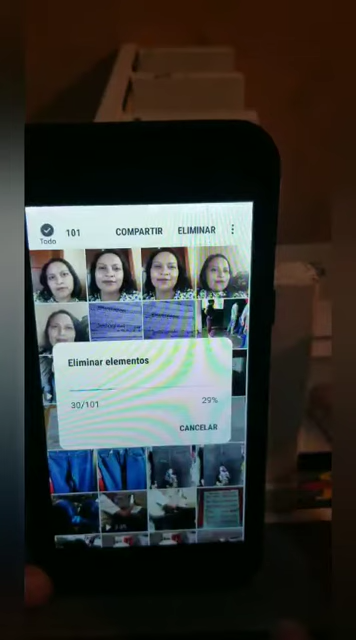 101 COMPARTIR ELIMINAR
Todo
Eliminar elementos
30/101 29%
CANCELAR